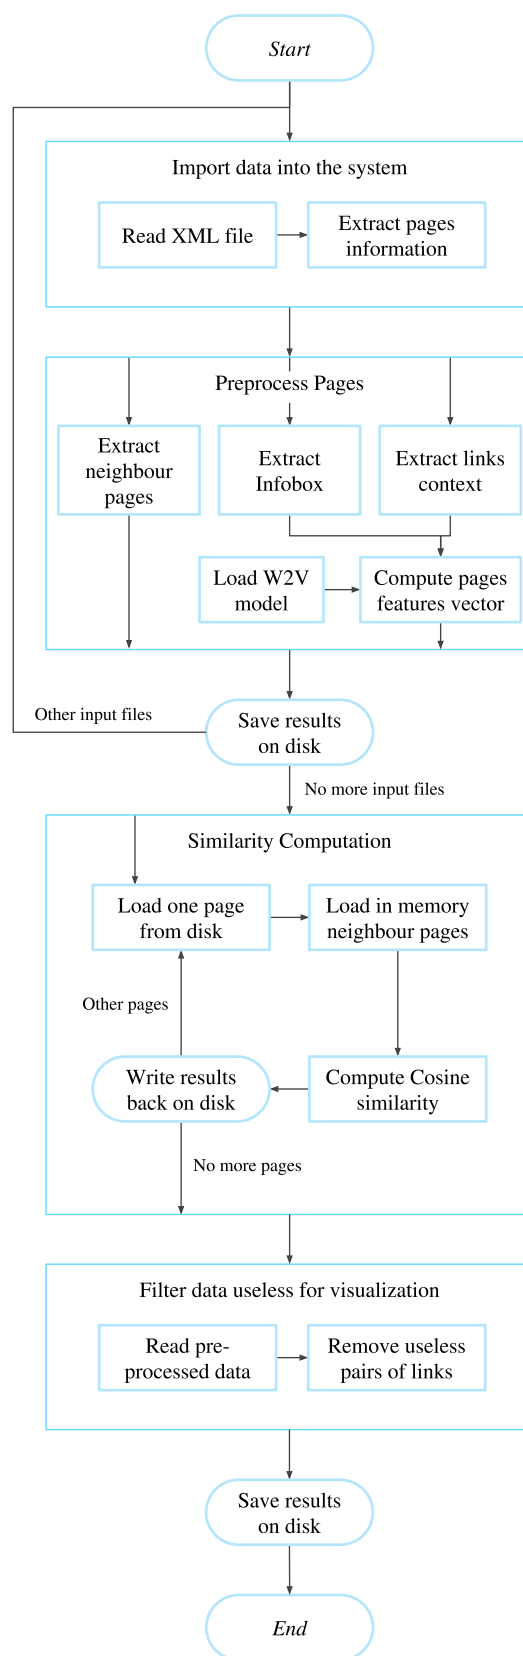 Start
Import data into the system
Read XML file
Extract pages
information
Preprocess Pages
Extract
neighbour
pages
Extract
Infobox
Extract links
context
Load W2V
model
Compute pages
features vector
Other input files
Save results
on disk
No more input files
Similarity Computation
Load one page
from disk
Load in memory
neighbour pages
Other pages
Write results
back on disk
Compute Cosine
similarity
No more pages
Filter data useless for visualization
Read pre-
processed data
Remove useless
pairs of links
Save results
on disk
End